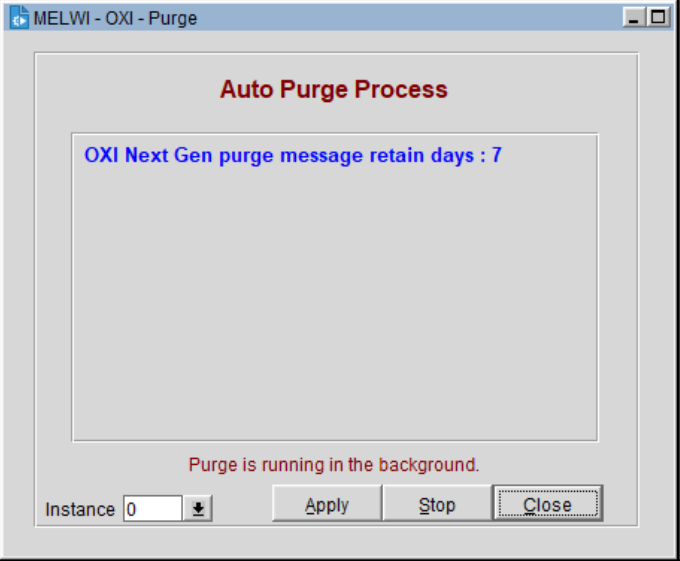 MELWI - OXI - Purge
Auto Purge Process
OXI Next Gen purge message retain days : 7
Purge is running in the background.
Instance 0 Apply Stop Close